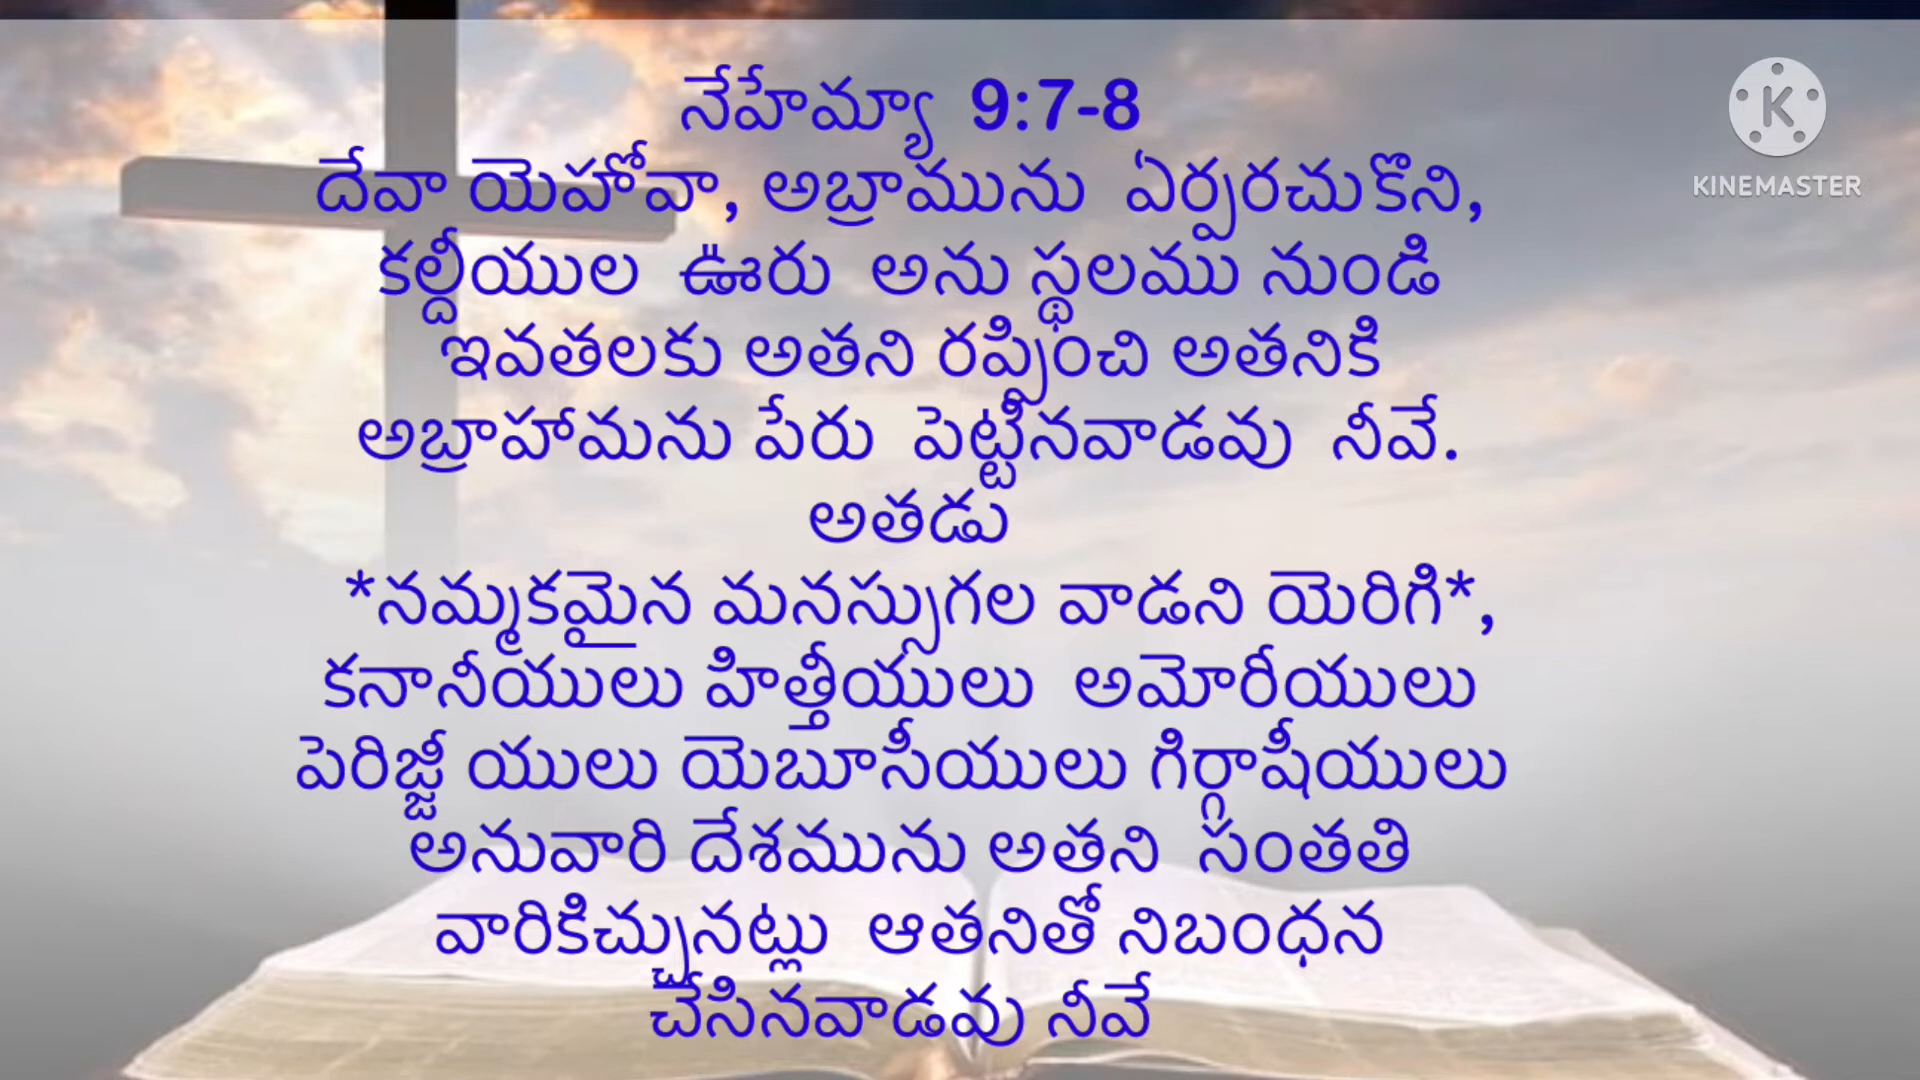 నేహేమ్యా 9:7-8
దేవా యెహోవా, అబ్రామును ఏర్పరచుకొని,
కల్దీయుల ఊరు అను స్థలము నుండి
ఇవతలకు అతని రప్పించి అతనికి
అబ్రాహామను పేరు పెట్టినవాడవు నీవే.
అతడు
*నమ్మకమైన మనస్సుగల వాడని యెరిగి*,
కనానీయులు హిత్తీయులు అమోరీయులు
పెరిజ్జీ యులు యెబూసీయులు గిర్గాషీయులు
అనువారి దేశమును అతని సంతతి
వారికిచ్చునట్లు ఆతనితో నిబంధన
చేసినవాడవు నీవే
K
KINEMASTER